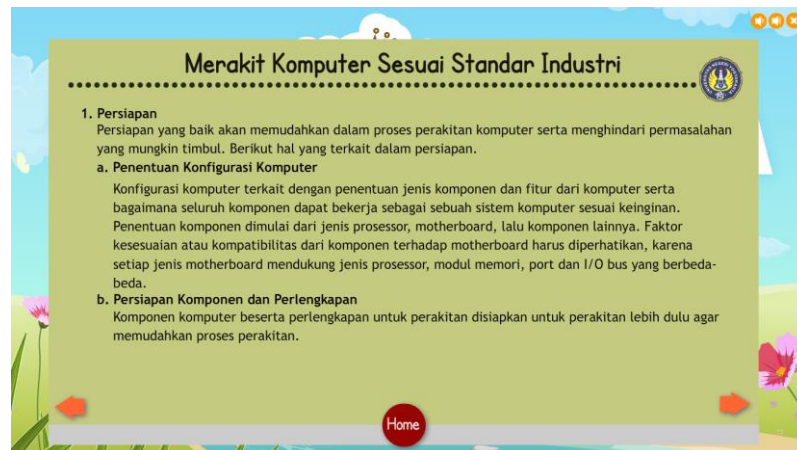 Merakit Komputer Sesuai Standar Industri
1. Persiapan
Persiapan yang baik akan memudahkan dalam proses perakitan komputer serta menghindari permasalahan
yang mungkin timbul. Berikut hal yang terkait dalam persiapan.
a. Penentuan Konfigurasi Komputer
Konfigurasi komputer terkait dengan penentuan jenis komponen dan fitur dari komputer serta
bagaimana seluruh komponen dapat bekerja sebagai sebuah sistem komputer sesuai keinginan.
Penentuan komponen dimulai dari jenis prosessor, motherboard, lalu komponen lainnya. Faktor
kesesuaian atau kompatibilitas dari komponen terhadap motherboard harus diperhatikan, karena
setiap jenis motherboard mendukung jenis prosessor, modul memori, port dan I/O bus yang berbeda-
beda.
b. Persiapan Komponen dan Perlengkapan
Komponen komputer beserta perlengkapan untuk perakitan disiapkan untuk perakitan lebih dulu agar
memudahkan proses perakitan.
Home